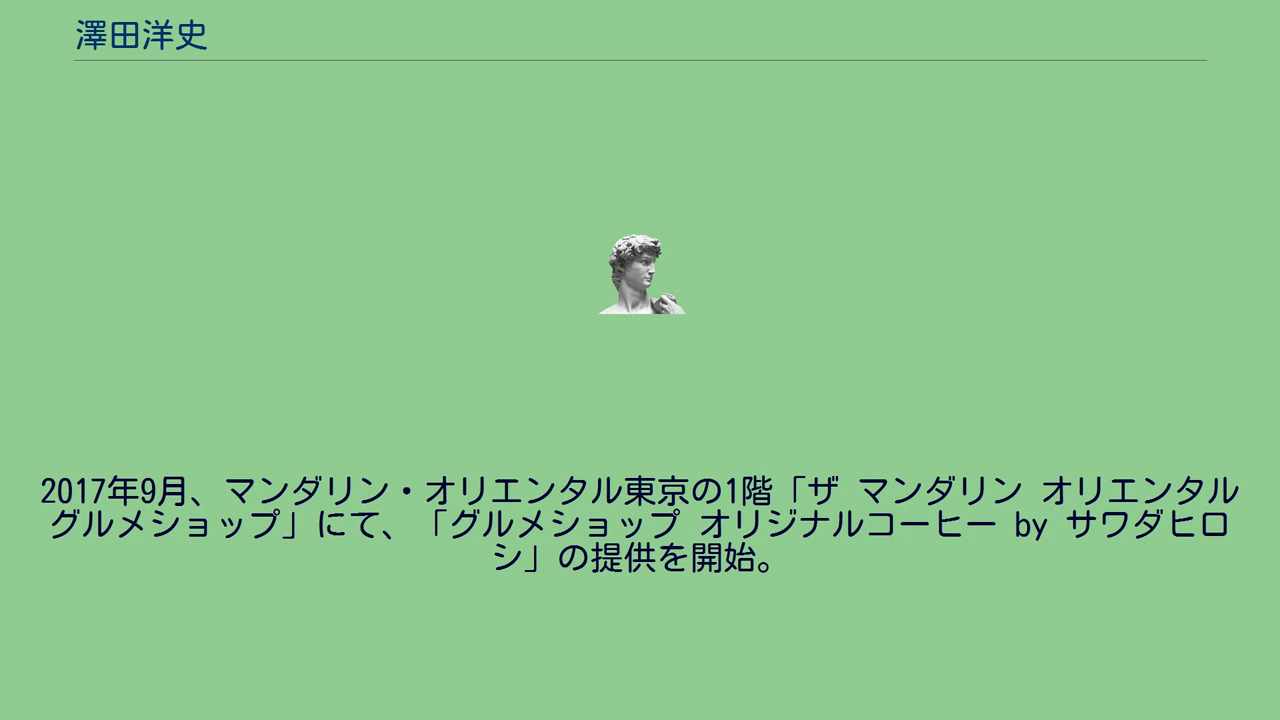 澤田洋史
2017年9月、マンダリン・オリエンタル東京の1階「ザ マンダリン オリエンタル
グルメショップ」にて、「グルメショップ オリジナルコーヒー by サワダヒロ
シ」の提供を開始。